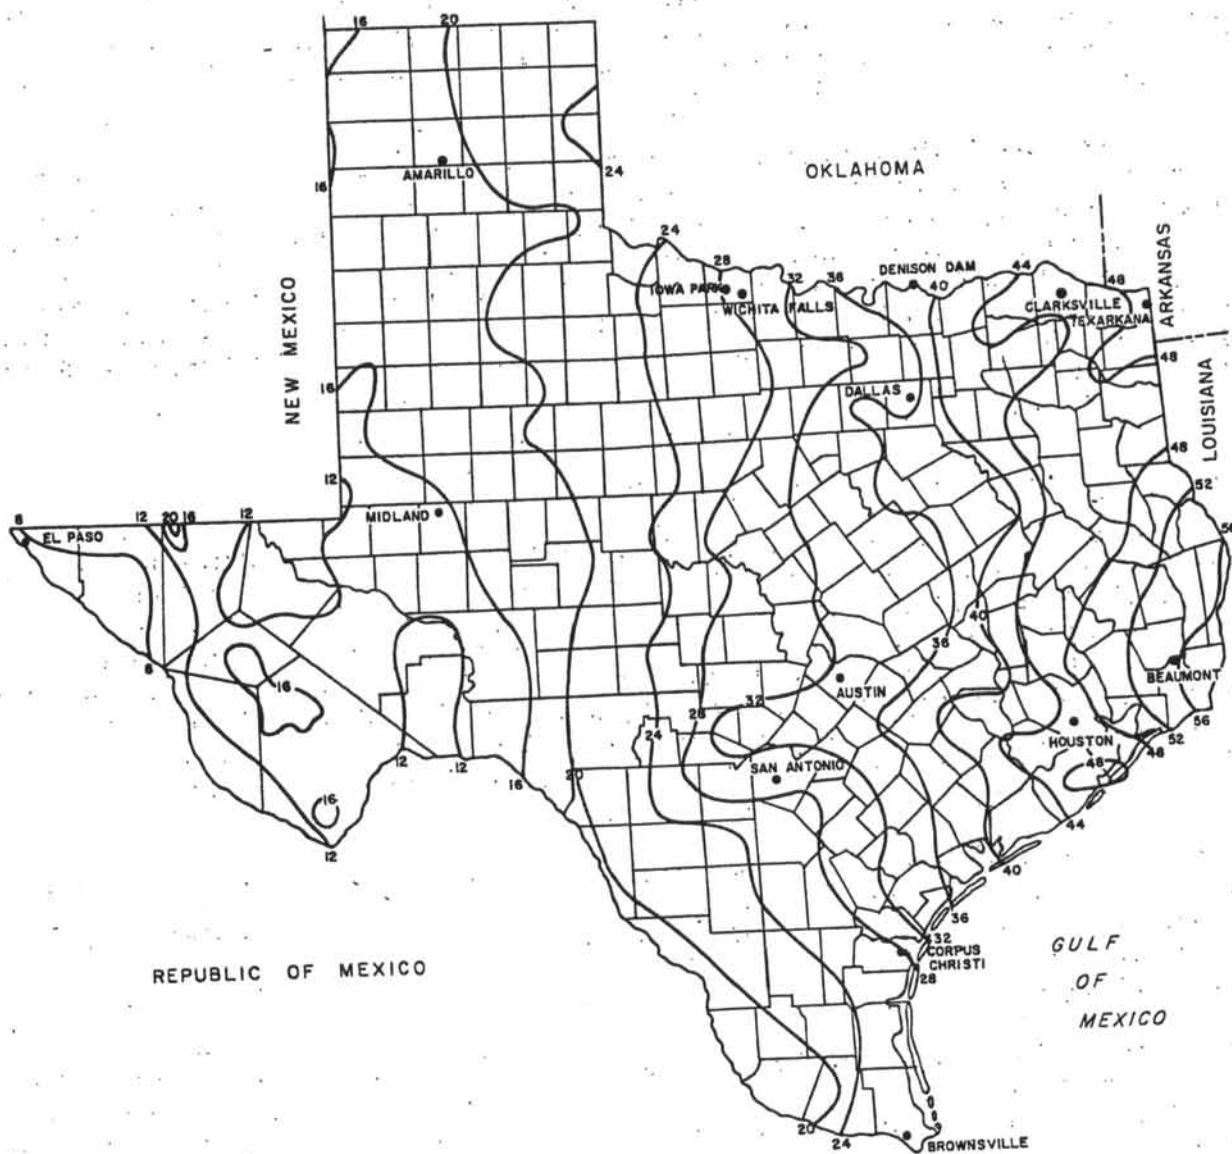 16 20
AMARILLO
24
16
OKLAHOMA
NEW MEXICO
ARKANSAS
LOUISIANA
24
28
IOWA PARK
WICHITA FALLS
32 36
DENISON DAM
40
44
48
CLARKSVILLE
TEXARKANA
48
16
DALLAS
48
12
52
MIDLAND
8 12 20 16 12
EL PASO
56
40
36
8
BEAUMONT
16
AUSTIN
32
28
56
52
24
HOUSTON
48
48
SAN ANTONIO
12 12 16 20
16
44
12
40
36
32
CORPUS
CHRISTI
28
REPUBLIC OF MEXICO
GULF
OF
MEXICO
20
24
BROWNSVILLE